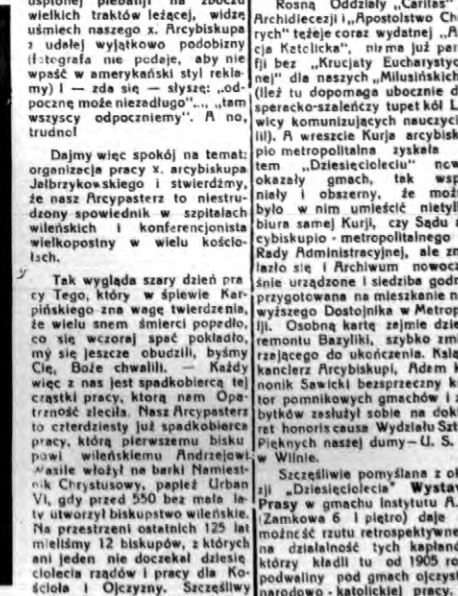 uśpionej plebanji na zboczu
wielkich traktów leżącej, widzę
uśmiech naszego x. Arcybiskupa
z udałej wyjątkowo podobizny
(fotografa nie podaję, aby nie
wpaść w amerykański styl rekla-
my) i — zda się — słyszę: „od-
pocznę może niezadługo"..., „tam
wszyscy odpoczniemy". A no,
trudno!
Dajmy więc spokój na temat:
organizacja pracy x. arcybiskupa
Jałbrzykowskiego i stwierdźmy,
że nasz Arcypasterz to niestru-
dzony spowiednik w szpitalach
wileńskich i konferencjonista
wielkopostny w wielu kościo-
łach.
Tak wygląda szary dzień pra
cy Tego, który w śpiewie Kar-
pińskiego zna wagę twierdzenia,
że wielu snem śmierci popadło,
co się wczoraj spać pokładło,
my się jeszcze obudzili, byśmy
Cię, Boże chwalili. — Każdy
więc z nas jest spadkobiercą tej
cząstki pracy, którą nam Opa-
trzność zleciła. Nasz Arcypasterz
to czterdziesty już spadkobierca
pracy, którą pierwszemu bisku
powi wileńskiemu Andrzejowi
Wasile włożył na barki Namiest-
nik Chrystusowy, papież Urban
VI, gdy przed 550 bez mała la-
ty utworzył biskupstwo wileńskie.
Na przestrzeni ostatnich 125 lat
mieliśmy 12 biskupów, z których
ani jeden nie doczekał dziesię
ciolecia rządów i pracy dla Ko-
ścioła i Ojczyzny. Szczęśliwy
Rosną Oddziały „Caritas"
Archidiecezji i „Apostolstwo Ch
rych" tężeje coraz wydatnej „A
cja Katolicka", niema już par
fji bez „Krucjaty Eucharystyc
nej" dla naszych „Milusińskich
(Ileż tu dopomaga ubocznie d
speracko-szaleńczy tupet kół L
wicy komunizujących nauczyci
li!). A wreszcie Kurja arcybisk
pio metropolitalna zyskała
tem „Dziesięcioleciu" now
okazały gmach, tak wsp
niały i obszerny, że moż
było w nim umieścić nietyl
biura samej Kurji, czy Sądu a
cybiskupio - metropolitalnego
Rady Administracyjnej, ale zn
lazło się i Archiwum nowocz
śnie urządzone i siedziba godn
przygotowana na mieszkanie n
wyższego Dostojnika w Metrop
lji. Osobną kartę zajmie dzie
remontu Bazyliki, szybko zmi
rzającego do ukończenia. Ksią
kanclerz Arcybiskupi, Adam K
nonik Sawicki bezsprzeczny k
tor pomnikowych gmachów i z
bytków zasłużył sobie na dok
rat honoris causa Wydziału Szt
Pięknych naszej dumy — U. S.
w Wilnie.
Szczęśliwie pomyślana z ok
zji „Dziesięciolecia" Wystaw
Prasy w gmachu Instytutu A.
(Zamkowa 6 I piętro) daje
możność rzutu retrospektywne
na działalność tych kapłanó
którzy kładli tu od 1905 ro
podwaliny pod gmach ojczyst
narodowo - katolickiej pracy.